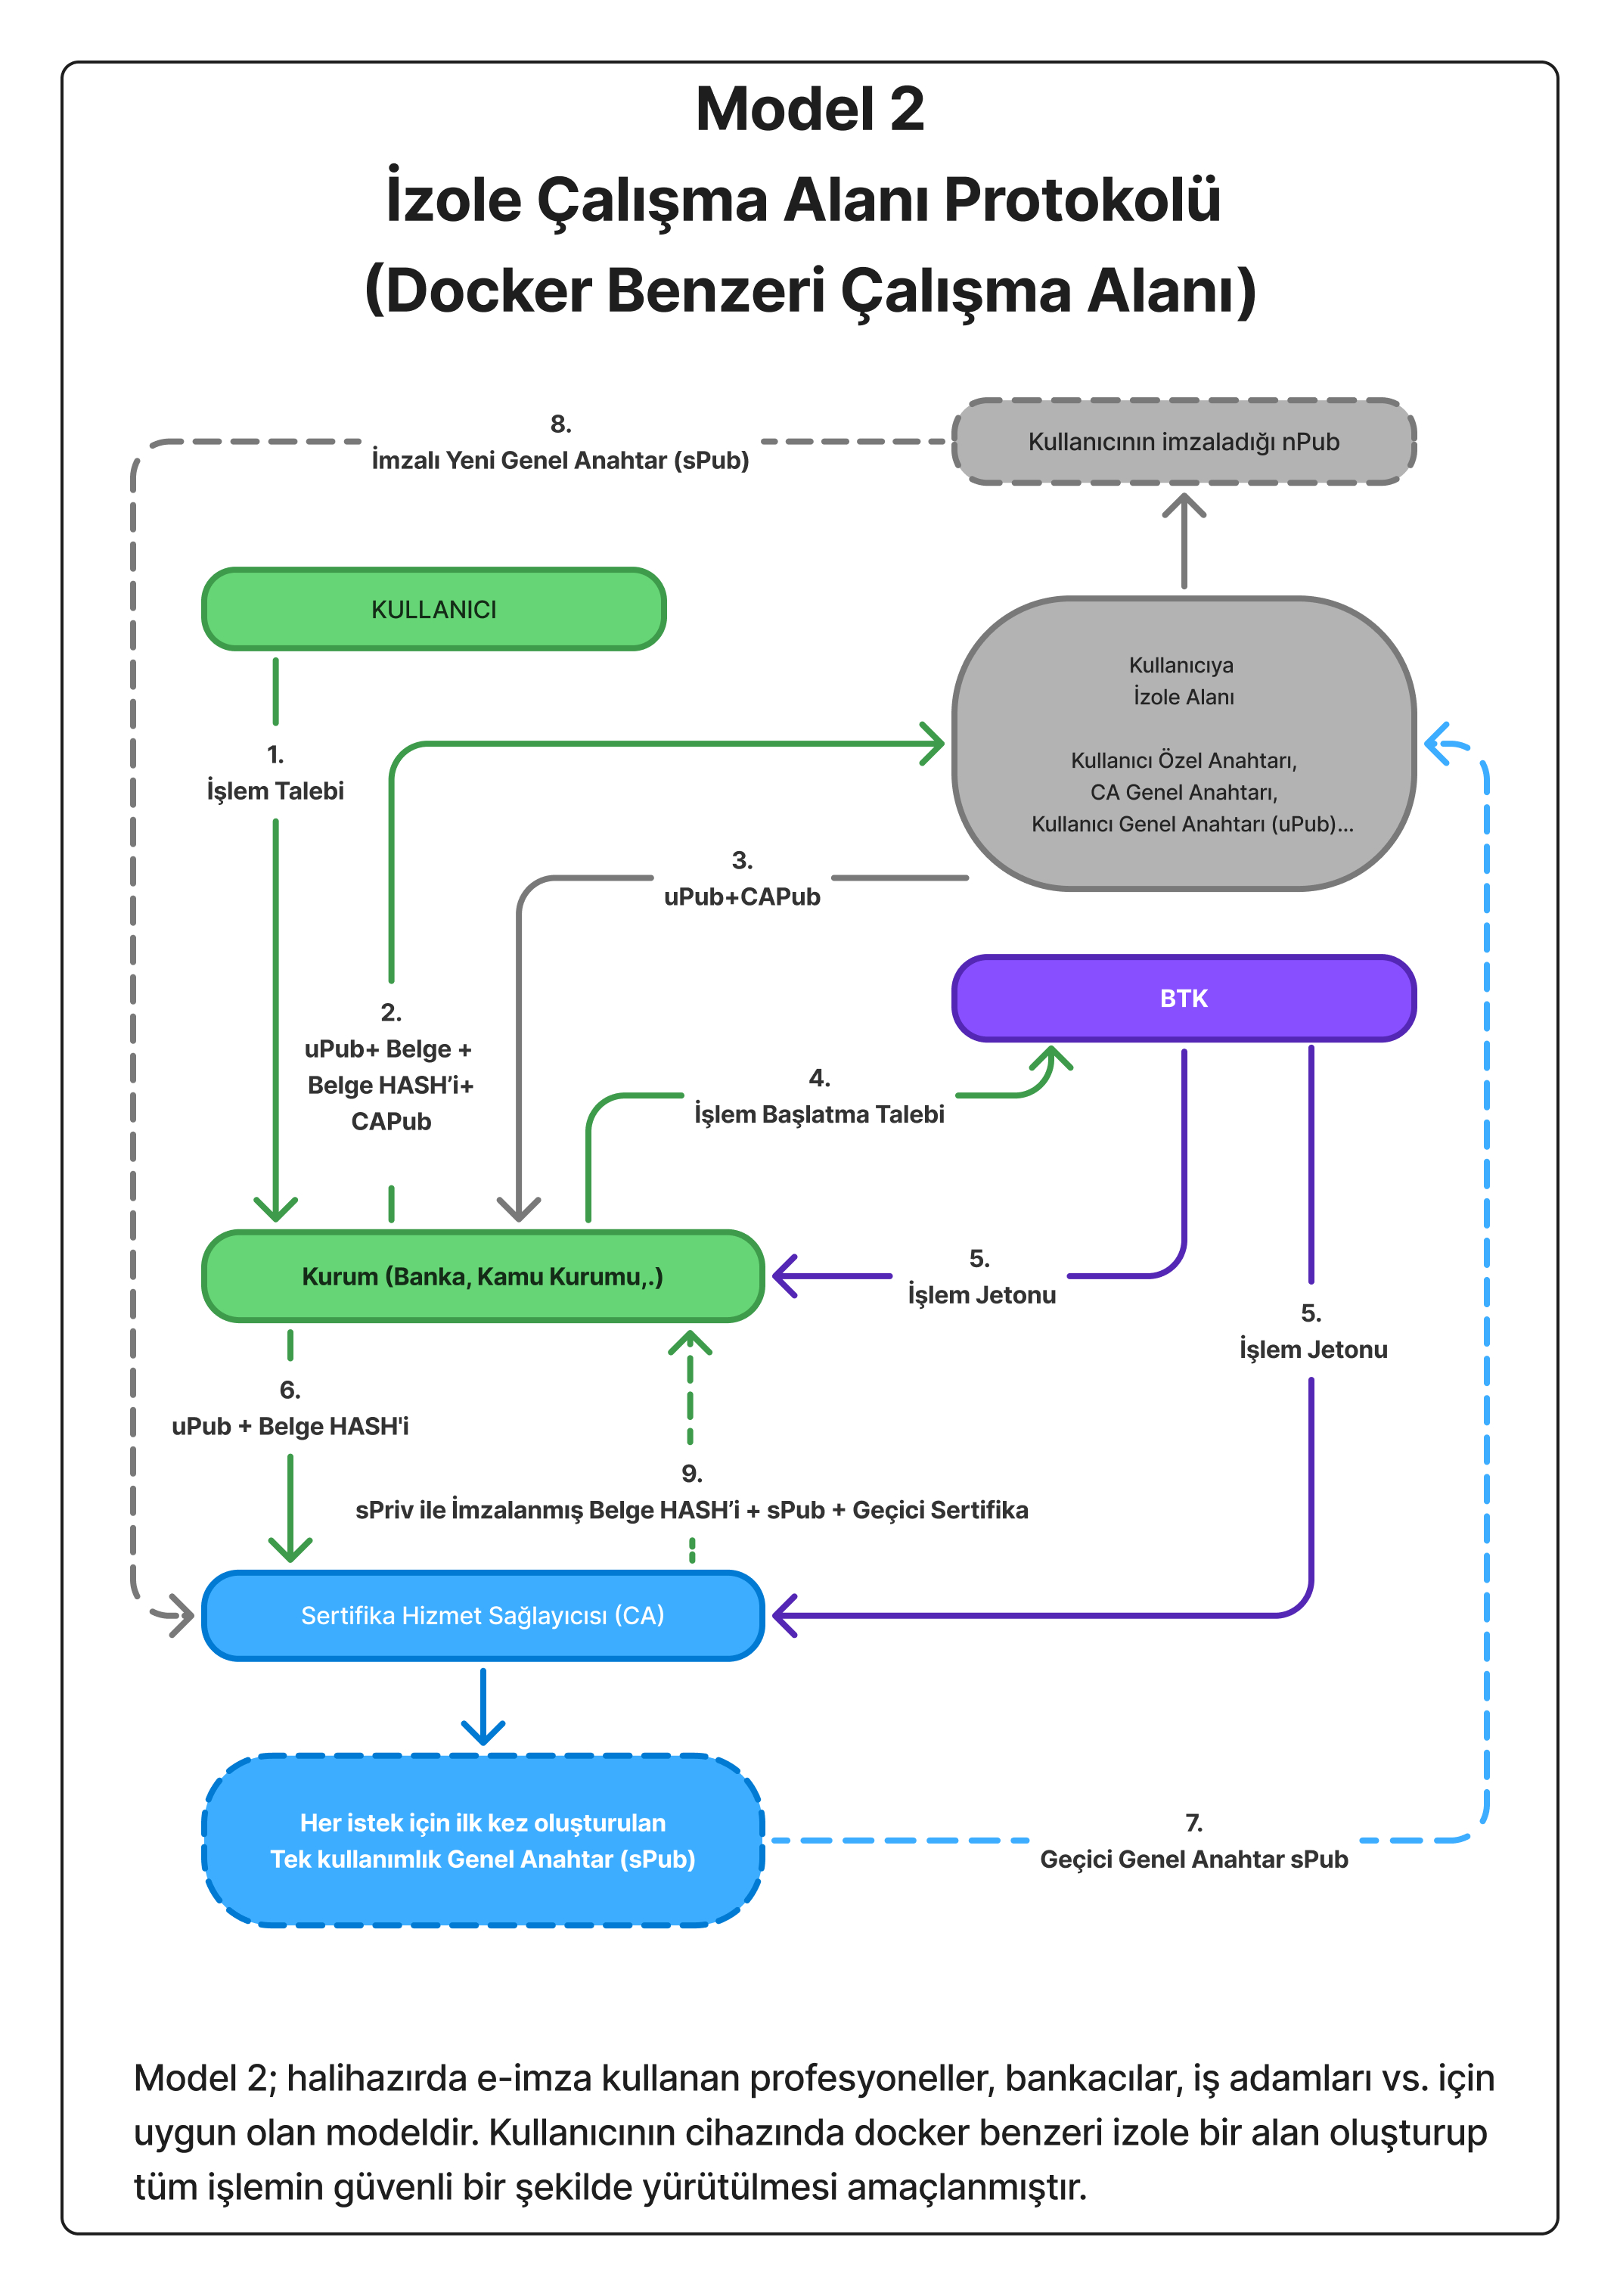 Model 2
İzole Çalışma Alanı Protokolü
(Docker Benzeri Çalışma Alanı)
8.
İmzalı Yeni Genel Anahtar (sPub)
Kullanıcının imzaladığı nPub
KULLANICI
Kullanıcıya
İzole Alanı
Kullanıcı Özel Anahtarı,
CA Genel Anahtarı,
Kullanıcı Genel Anahtarı (uPub)...
1.
İşlem Talebi
3.
uPub+CAPub
2.
uPub+ Belge +
Belge HASH’i+
CAPub
BTK
4.
İşlem Başlatma Talebi
Kurum (Banka, Kamu Kurumu,.)
5.
İşlem Jetonu
5.
İşlem Jetonu
6.
uPub + Belge HASH'i
9.
sPriv ile İmzalanmış Belge HASH’i + sPub + Geçici Sertifika
Sertifika Hizmet Sağlayıcısı (CA)
Her istek için ilk kez oluşturulan
Tek kullanımlık Genel Anahtar (sPub)
7.
Geçici Genel Anahtar sPub
Model 2; halihazırda e-imza kullanan profesyoneller, bankacılar, iş adamları vs. için
uygun olan modeldir. Kullanıcının cihazında docker benzeri izole bir alan oluşturup
tüm işlemin güvenli bir şekilde yürütülmesi amaçlanmıştır.